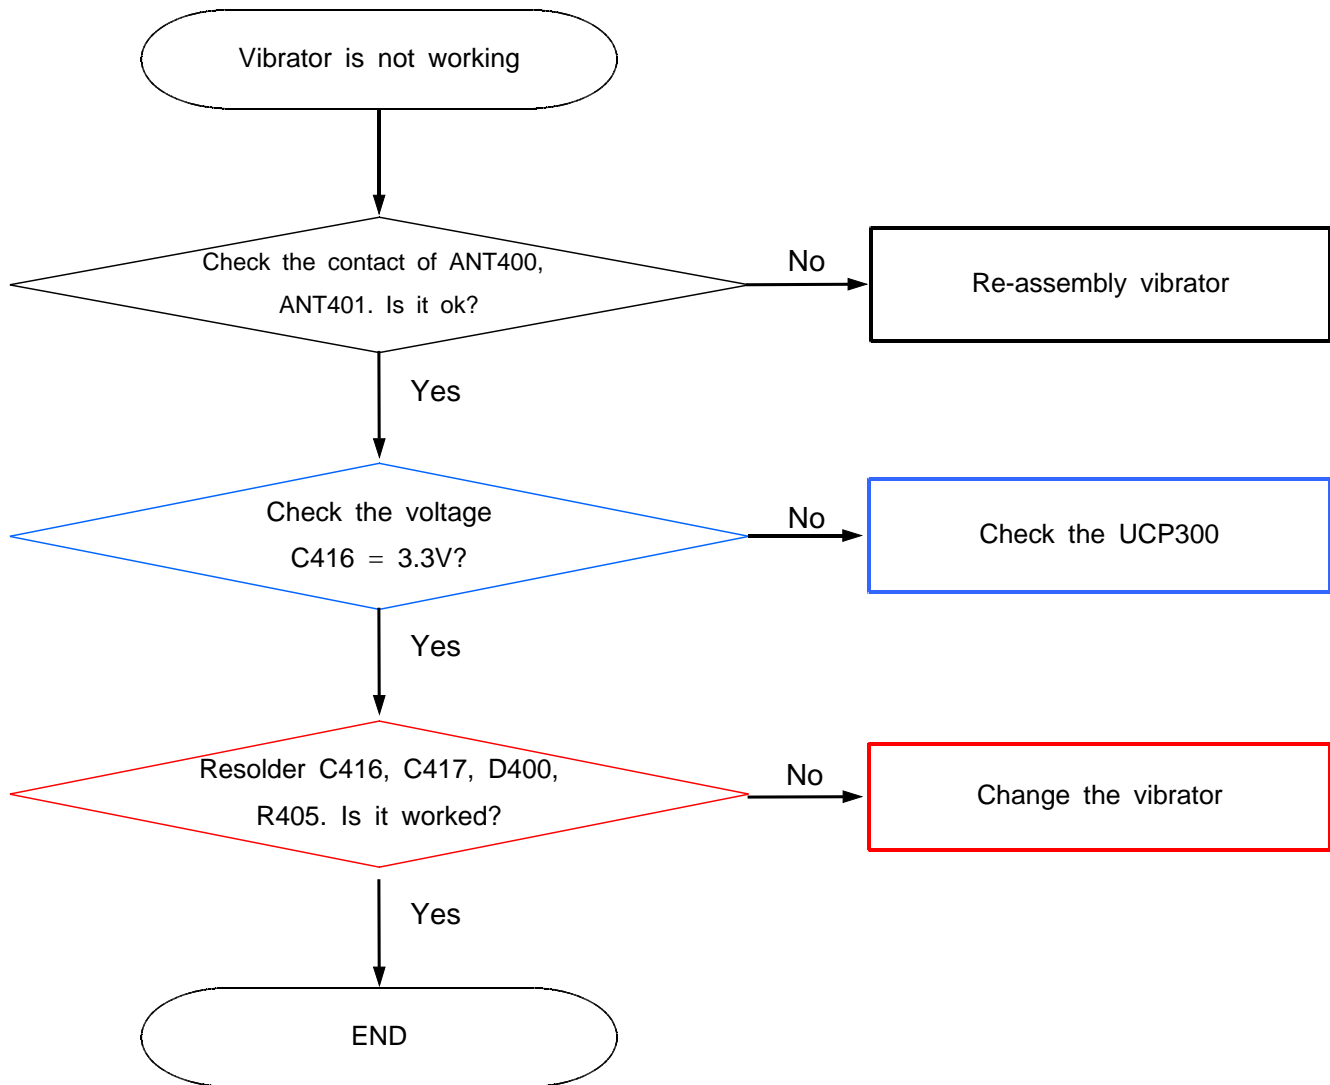 Vibrator is not working
Check the contact of ANT400,
ANT401. Is it ok?
No
Re-assembly vibrator
Yes
Check the voltage
C416 = 3.3V?
No
Check the UCP300
Yes
Resolder C416, C417, D400,
R405. Is it worked?
No
Change the vibrator
Yes
END